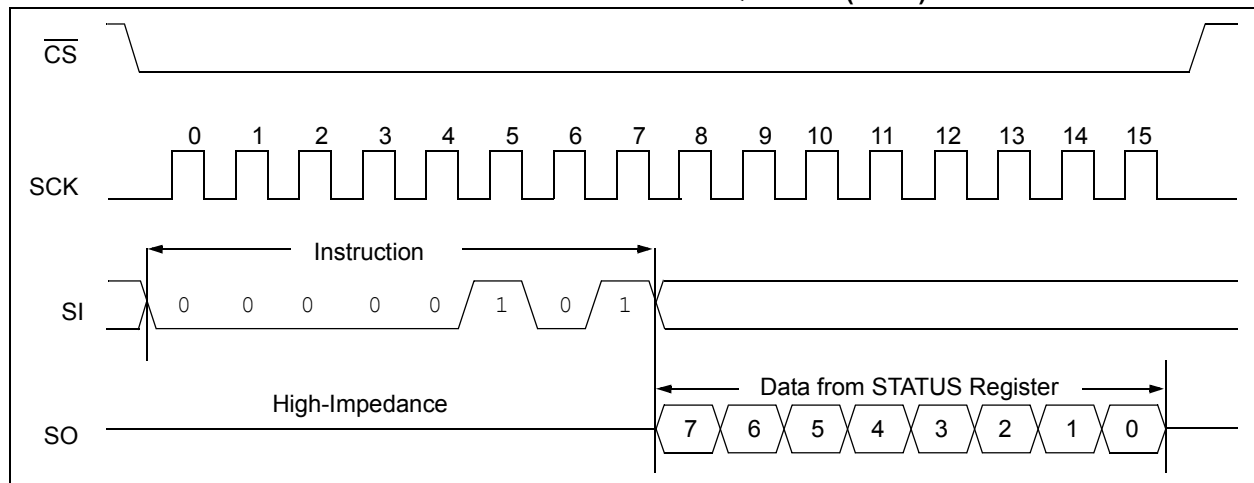 CS
0 1 2 3 4 5 6 7 8 9 10 11 12 13 14 15
SCK
Instruction
SI 0 0 0 0 0 1 0 1
Data from STATUS Register
High-Impedance
SO 7 6 5 4 3 2 1 0